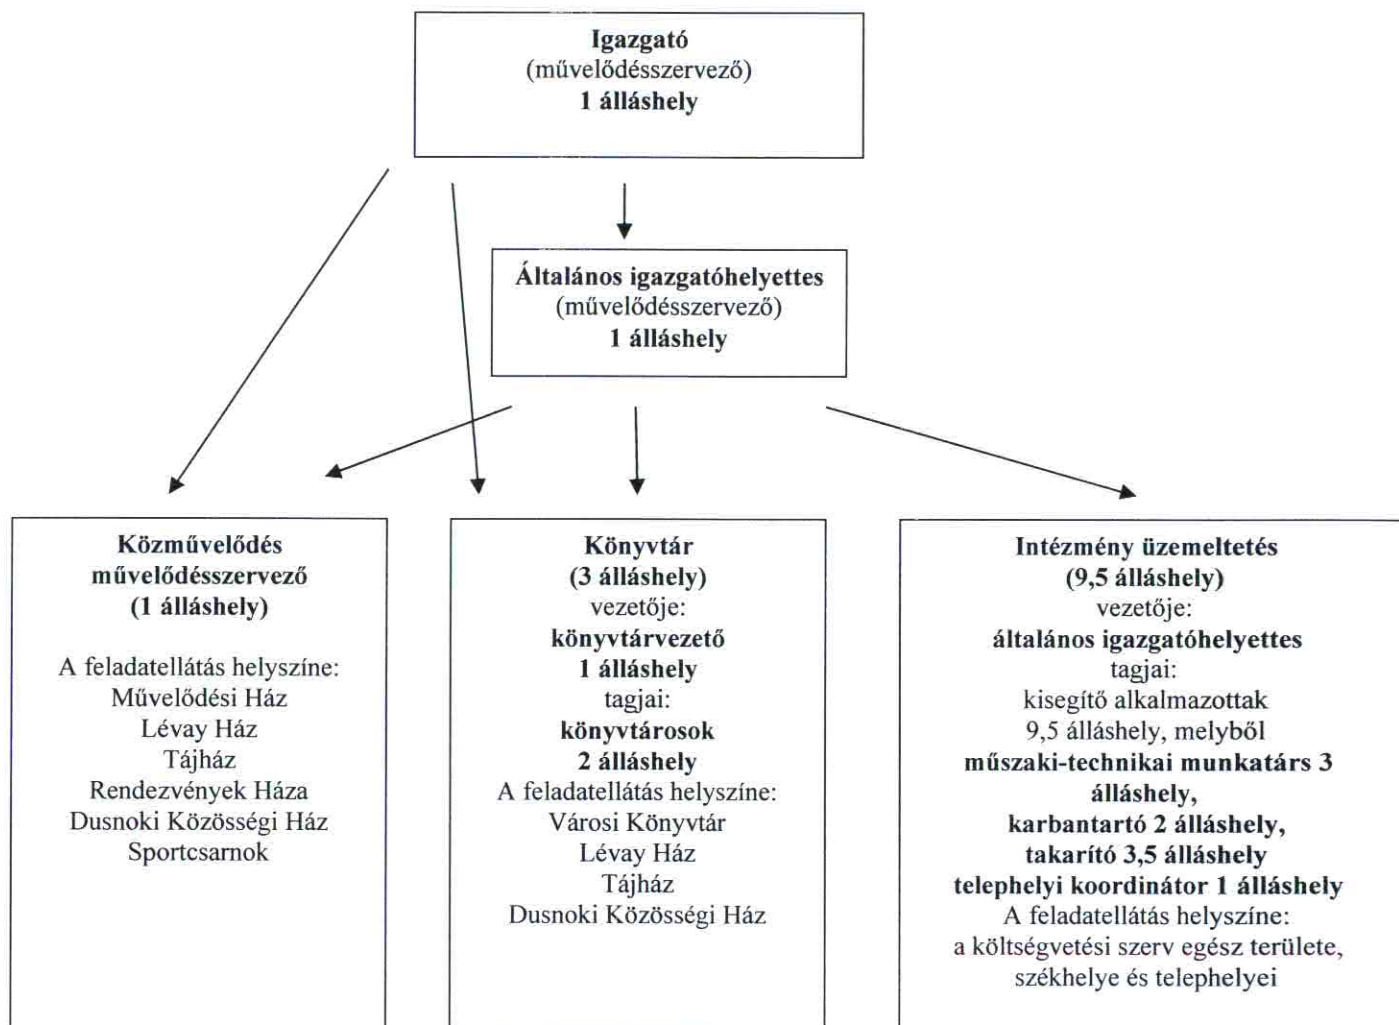 Igazgató
(művelődésszervező)
1 álláshely
Általános igazgatóhelyettes
(művelődésszervező)
1 álláshely
Közművelődés
művelődésszervező
(1 álláshely)
A feladatellátás helyszíne:
Művelődési Ház
Lévay Ház
Tájház
Rendezvények Háza
Dusnoki Közösségi Ház
Sportcsarnok
Könyvtár
(3 álláshely)
vezetője:
könyvtárvezető
1 álláshely
tagjai:
könyvtárosok
2 álláshely
A feladatellátás helyszíne:
Városi Könyvtár
Lévay Ház
Tájház
Dusnoki Közösségi Ház
Intézmény üzemeltetés
(9,5 álláshely)
vezetője:
általános igazgatóhelyettes
tagjai:
kisegítő alkalmazottak
9,5 álláshely, melyből
műszaki-technikai munkatárs 3
álláshely,
karbantartó 2 álláshely,
takarító 3,5 álláshely
telephelyi koordinátor 1 álláshely
A feladatellátás helyszíne:
a költségvetési szerv egész területe,
székhelye és telephelyei